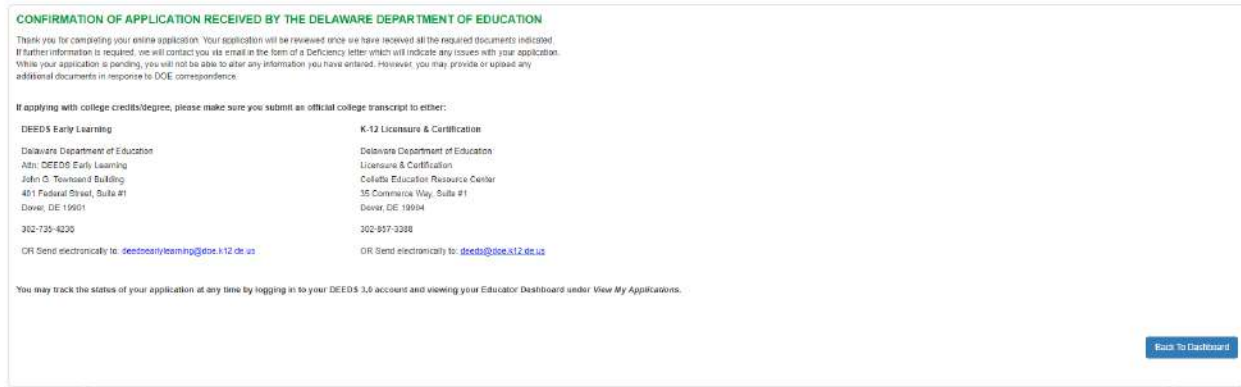 CONFIRMATION OF APPLICATION RECEIVED BY THE DELAWARE DEPARTMENT OF EDUCATION
Thank you for completing your online application. Your application will be reviewed once we have received all the required documents indicated.
If further information is required, we will contact you via email in the form of a Deficiency letter which will indicate any issues with your application.
While your application is pending, you will not be able to alter any information you have entered. However, you may provide or upload any
additional documents in response to DOE correspondence.
If applying with college credits/degree, please make sure you submit an official college transcript to either:
DEEDS Early Learning
Delaware Department of Education
Attn: DEEDS Early Learning
John G. Townsend Building
401 Federal Street, Suite #1
Dover, DE 19901
302-735-4236
OR Send electronically to: deedsearlylearning@doe.k12.de.us
K-12 Licensure & Certification
Delaware Department of Education
Licensure & Certification
Collette Education Resource Center
35 Commerce Way, Suite #1
Dover, DE 19904
302-857-3388
OR Send electronically to: deeds@doe.k12.de.us
You may track the status of your application at any time by logging in to your DEEDS 3.0 account and viewing your Educator Dashboard under View My Applications.
Back To Dashboard